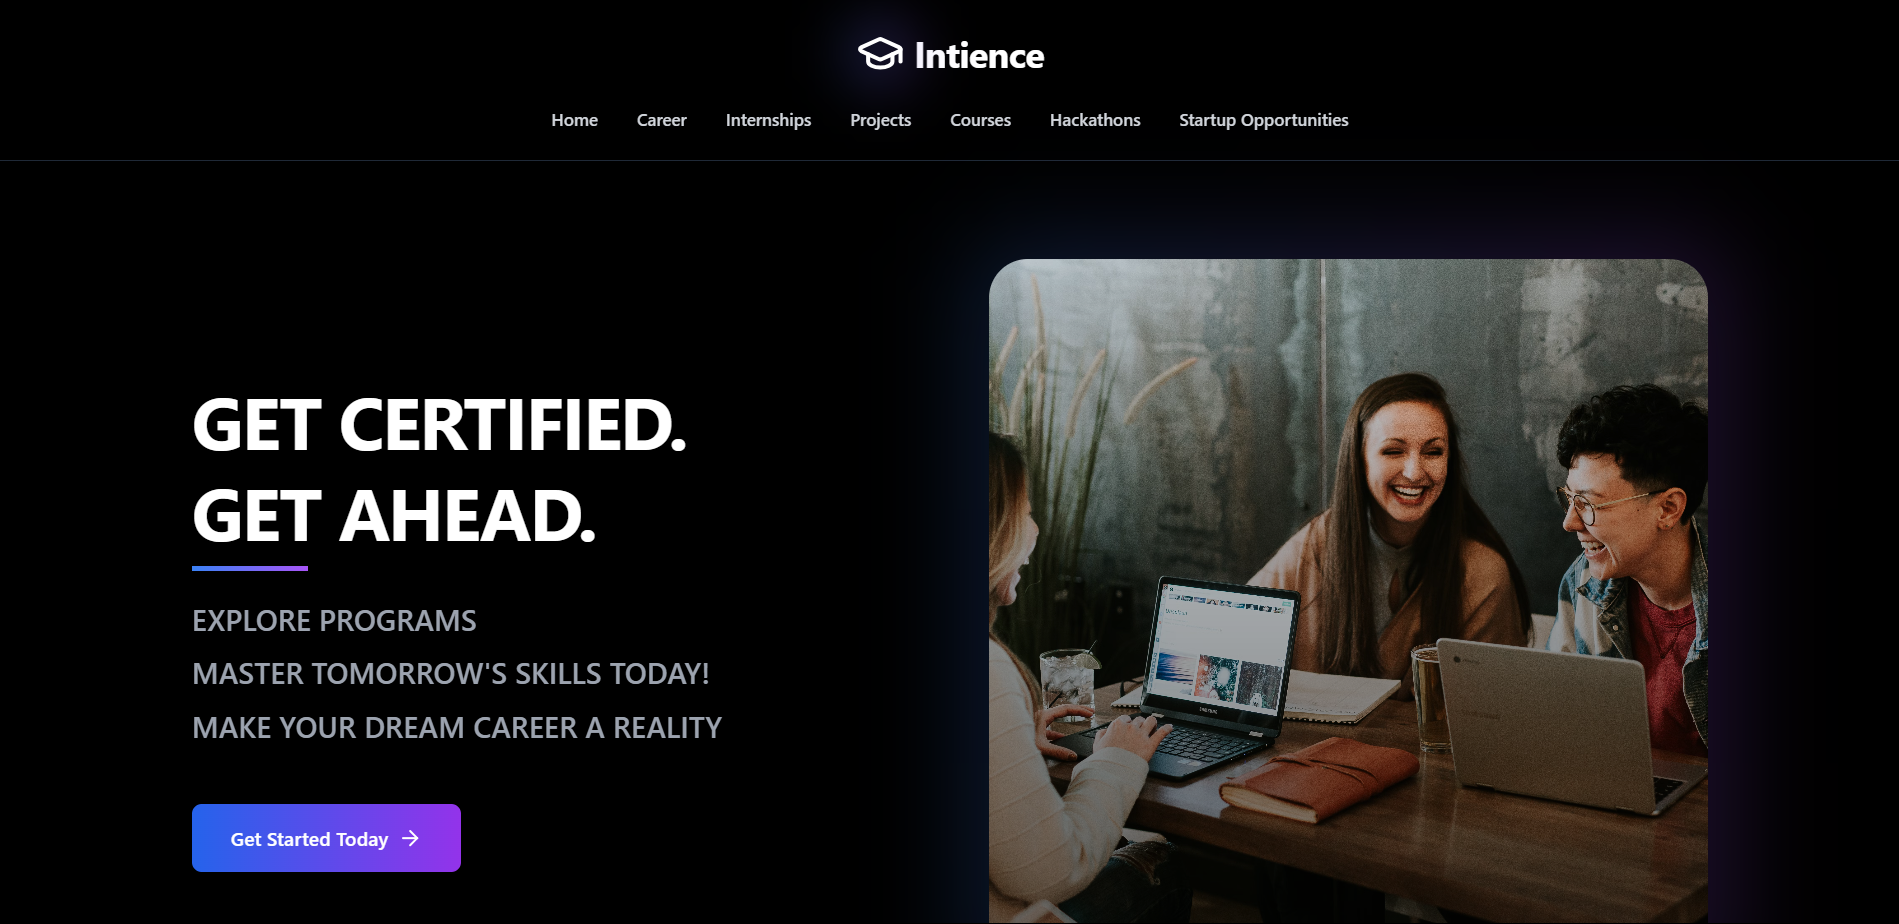 Intience
Home Career Internships Projects Courses Hackathons Startup Opportunities
GET CERTIFIED.
GET AHEAD.
EXPLORE PROGRAMS
MASTER TOMORROW'S SKILLS TODAY!
MAKE YOUR DREAM CAREER A REALITY
Get Started Today
SAMSUNG